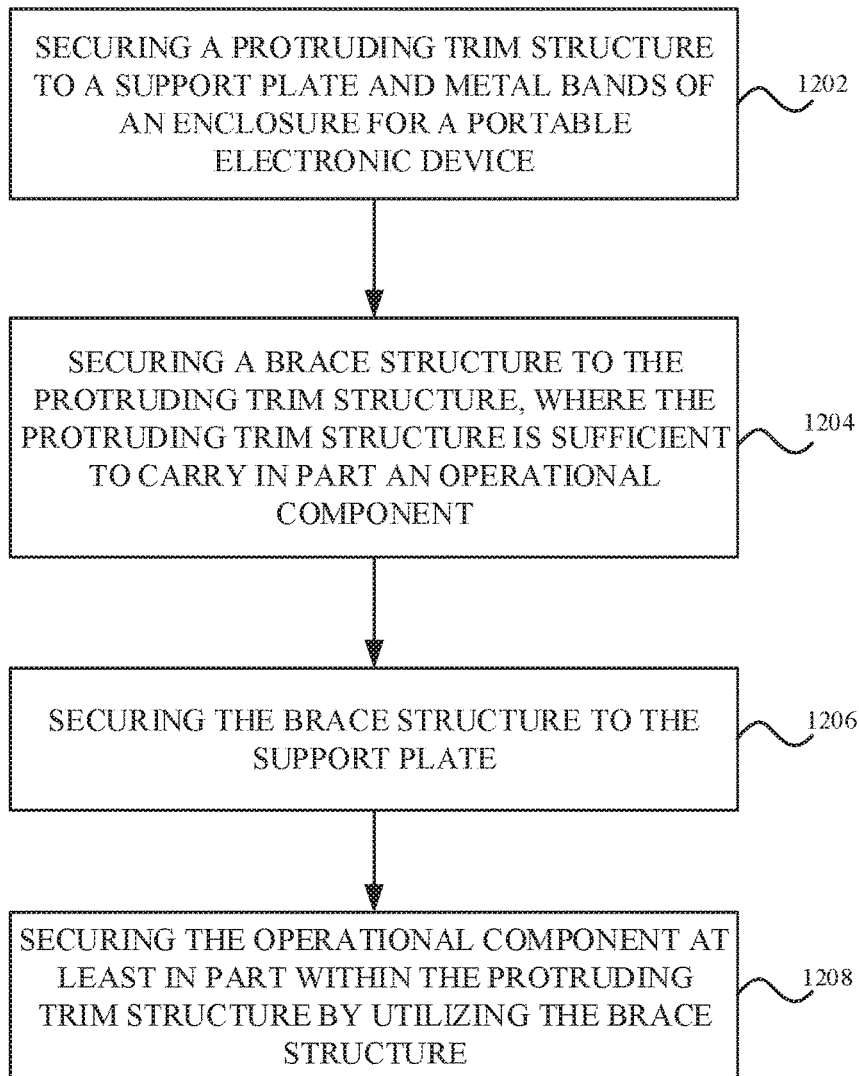 SECURING A PROTRUDING TRIM STRUCTURE
TO A SUPPORT PLATE AND METAL BANDS OF
AN ENCLOSURE FOR A PORTABLE
ELECTRONIC DEVICE
1202
SECURING A BRACE STRUCTURE TO THE
PROTRUDING TRIM STRUCTURE, WHERE THE
PROTRUDING TRIM STRUCTURE IS SUFFICIENT
TO CARRY IN PART AN OPERATIONAL
COMPONENT
1204
SECURING THE BRACE STRUCTURE TO THE
SUPPORT PLATE
1206
SECURING THE OPERATIONAL COMPONENT AT
LEAST IN PART WITHIN THE PROTRUDING
TRIM STRUCTURE BY UTILIZING THE BRACE
STRUCTURE
1208